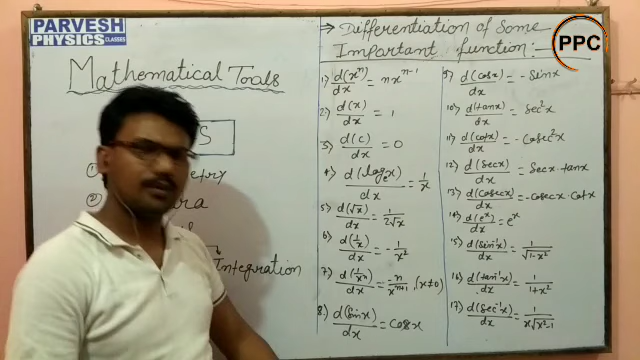 PARVESH
PHYSICS CLASSES
Mathematical Tools
S
①
etry
②
ra
Integration
⇒ Differentiation of Some
Important function :-
PPC
1) d(xⁿ)/dx = nxⁿ⁻¹
2) d(x)/dx = 1
3) d(c)/dx = 0
4) d(logₑx)/dx = 1/x
5) d(√x)/dx = 1/2√x
6) d(1/x)/dx = -1/x²
7) d(1/xⁿ)/dx = -n/xⁿ⁺¹, (x≠0)
8) d(Sinx)/dx = Cosx
9) d(Cosx)/dx = -Sinx
10) d(tanx)/dx = Sec²x
11) d(Cotx)/dx = -Cosec²x
12) d(Secx)/dx = Secx·tanx
13) d(Cosecx)/dx = -Cosecx·Cotx
14) d(eˣ)/dx = eˣ
15) d(Sin⁻¹x)/dx = 1/√1-x²
16) d(tan⁻¹x)/dx = 1/1+x²
17) d(Sec⁻¹x)/dx = 1/x√x²-1